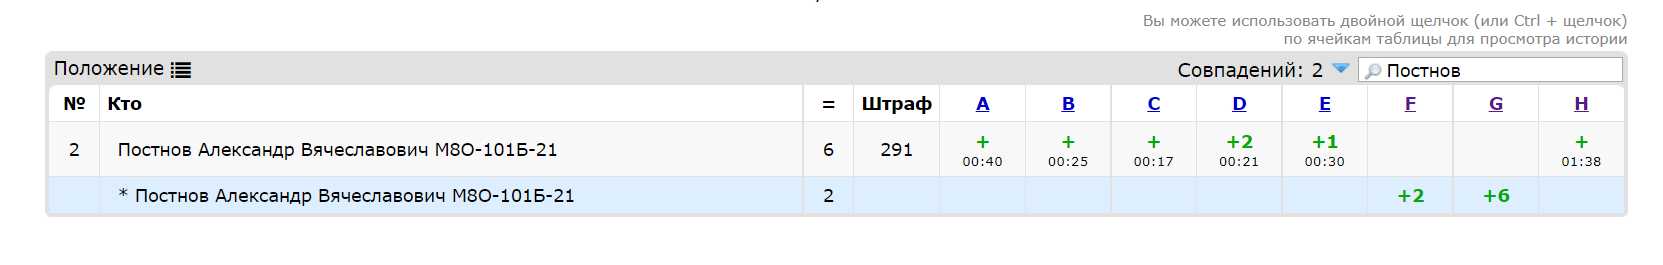 Вы можете использовать двойной щелчок (или Ctrl + щелчок)
по ячейкам таблицы для просмотра истории
Положение Совпадений: 2 Постнов
№ Кто = Штраф A B C D E F G H
2 Постнов Александр Вячеславович М8О-101Б-21 6 291 + + + +2 +1 +
00:40 00:25 00:17 00:21 00:30 01:38
* Постнов Александр Вячеславович М8О-101Б-21 2 +2 +6